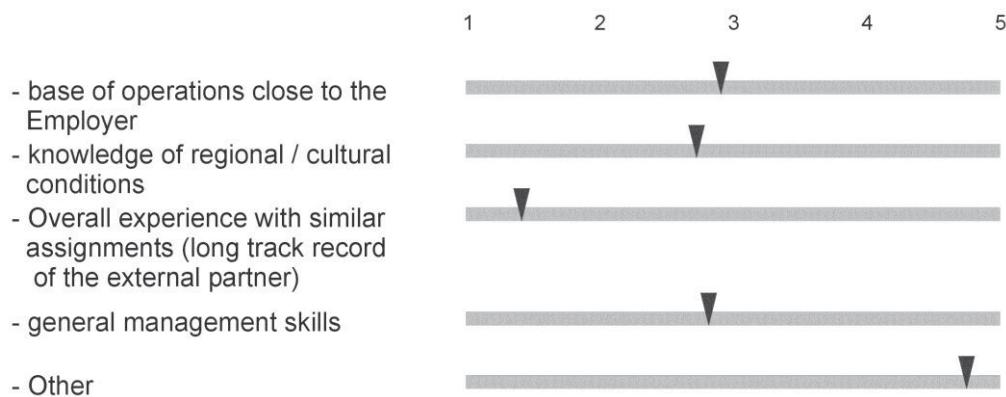 1 2 3 4 5
- base of operations close to the
Employer
- knowledge of regional / cultural
conditions
- Overall experience with similar
assignments (long track record
of the external partner)
- general management skills
- Other